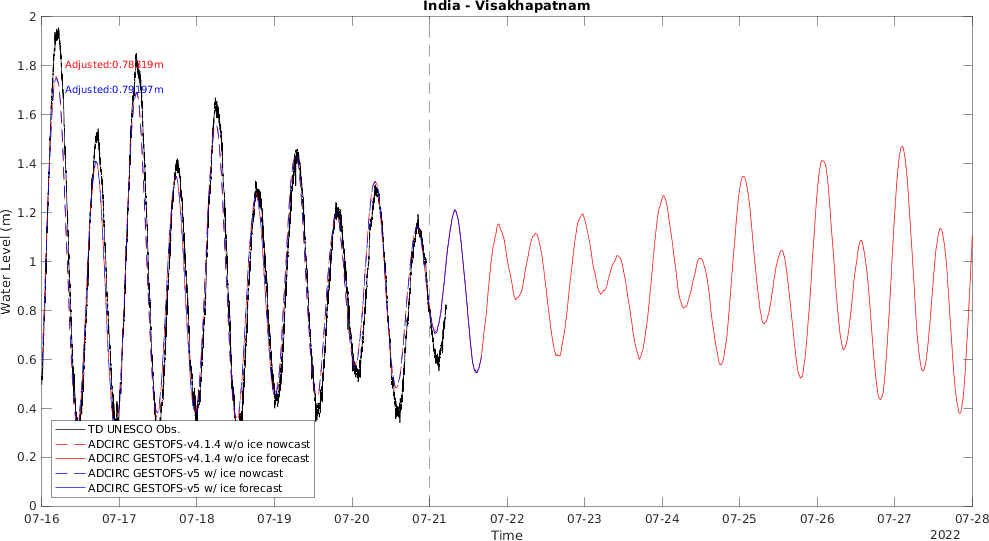 India - Visakhapatnam
2
1.8
1.6
1.4
1.2
1
0.8
0.6
0.4
0.2
0
Water Level (m)
Adjusted:0.78319m
Adjusted:0.79197m
TD UNESCO Obs.
ADCIRC GESTOFS-v4.1.4 w/o ice nowcast
ADCIRC GESTOFS-v4.1.4 w/o ice forecast
ADCIRC GESTOFS-v5 w/ ice nowcast
ADCIRC GESTOFS-v5 w/ ice forecast
07-16 07-17 07-18 07-19 07-20 07-21 07-22 07-23 07-24 07-25 07-26 07-27 07-28
Time
2022